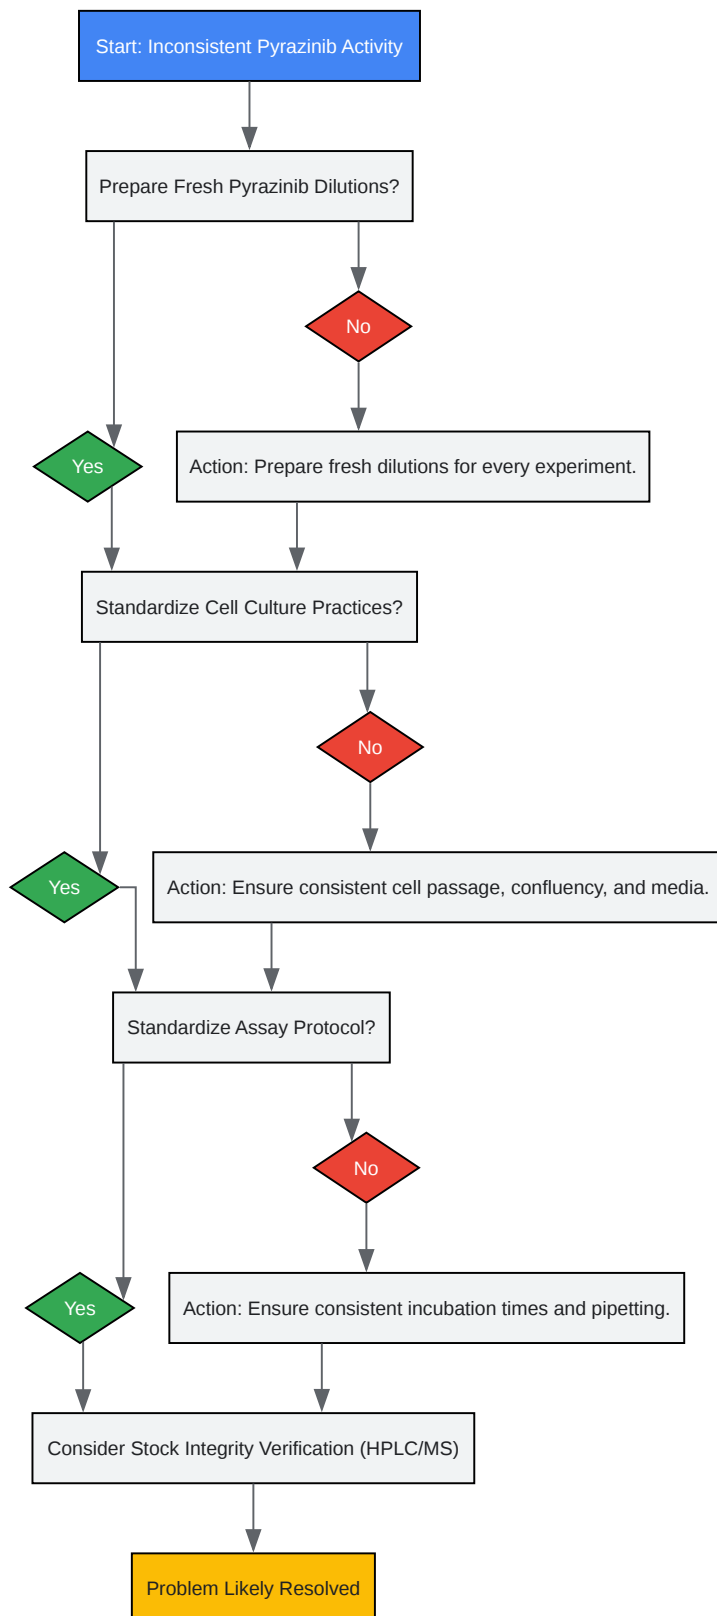 Start: Inconsistent Pyrazinib Activity
Prepare Fresh Pyrazinib Dilutions?
No
Yes
Action: Prepare fresh dilutions for every experiment.
Standardize Cell Culture Practices?
No
Yes
Action: Ensure consistent cell passage, confluency, and media.
Standardize Assay Protocol?
No
Yes
Action: Ensure consistent incubation times and pipetting.
Consider Stock Integrity Verification (HPLC/MS)
Problem Likely Resolved